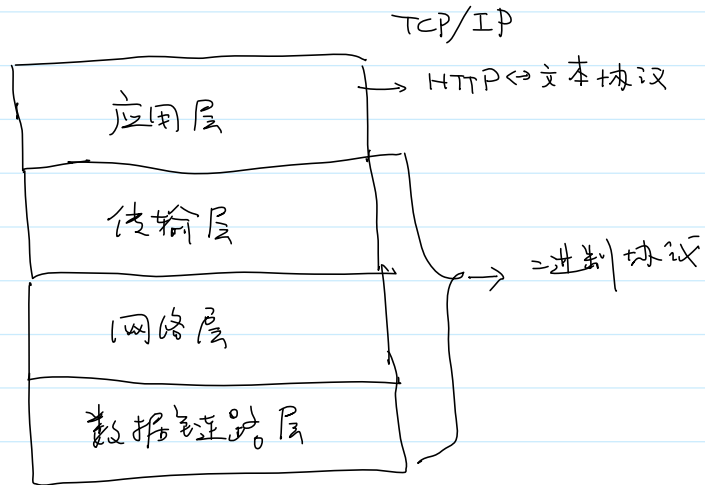 TCP/IP
HTTP↔文本协议
应用层
传输层
二进制协议
网络层
数据链路层